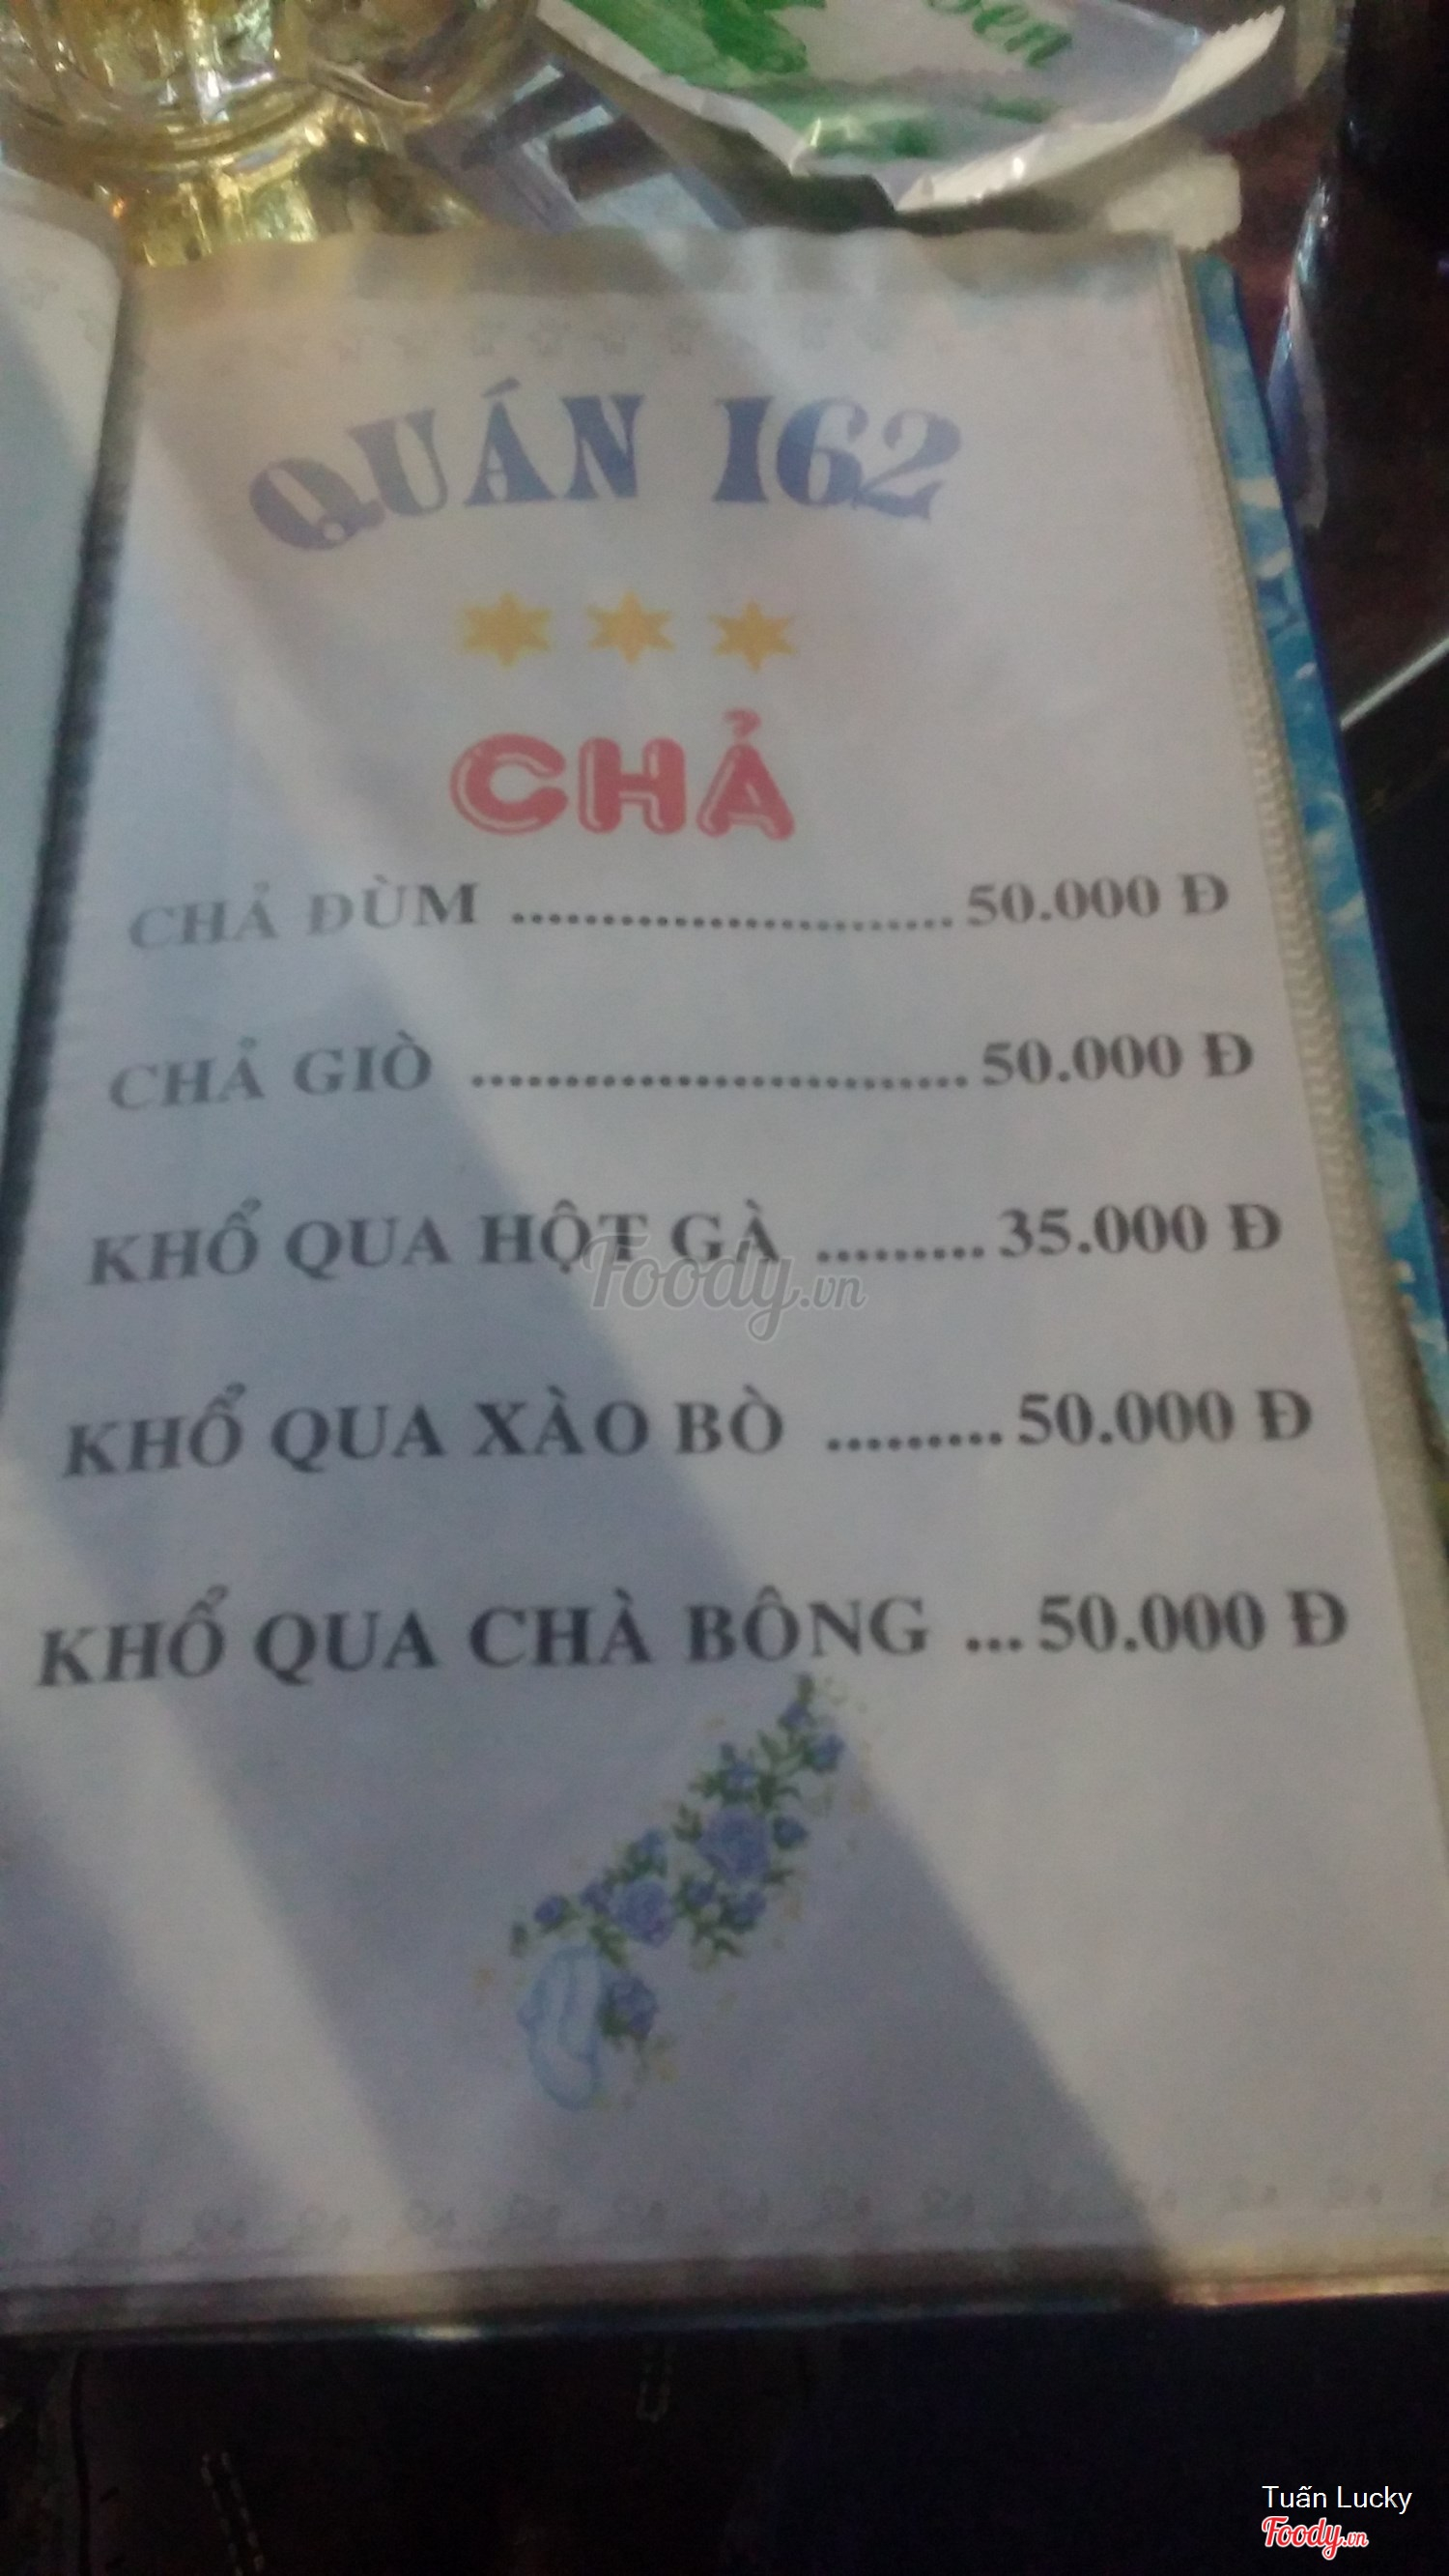 QUÁN 162
CHẢ
CHẢ ĐÙM ........................ 50.000 Đ
CHẢ GIÒ ........................... 50.000 Đ
KHỔ QUA HỘT GÀ ......... 35.000 Đ
KHỔ QUA XÀO BÒ ......... 50.000 Đ
KHỔ QUA CHÀ BÔNG ... 50.000 Đ
Foody.vn
Tuấn Lucky
Foody.vn